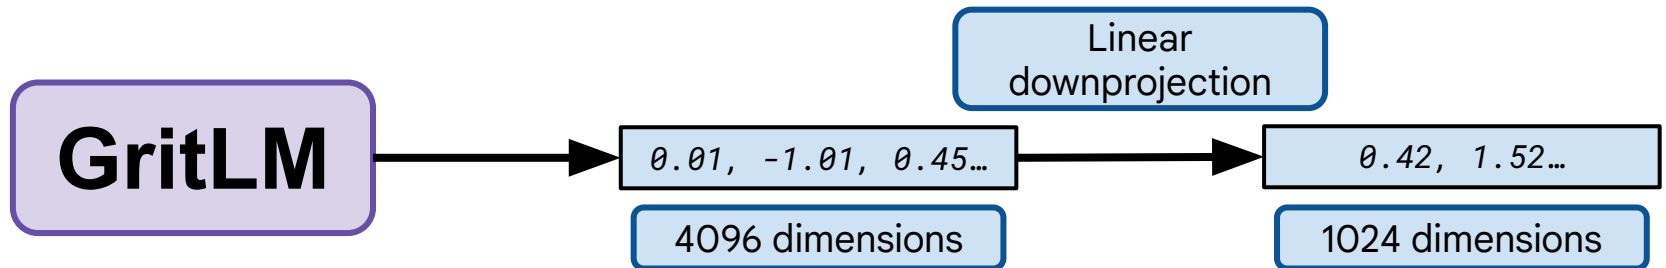 Linear
downprojection
GritLM
0.01, -1.01, 0.45…
0.42, 1.52…
4096 dimensions
1024 dimensions